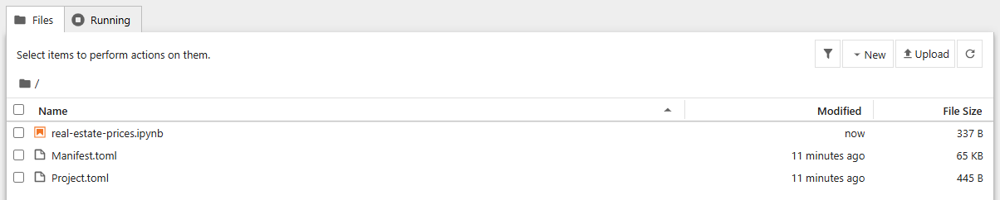 Files Running
Select items to perform actions on them. New Upload
/
Name Modified File Size
real-estate-prices.ipynb now 337 B
Manifest.toml 11 minutes ago 65 KB
Project.toml 11 minutes ago 445 B